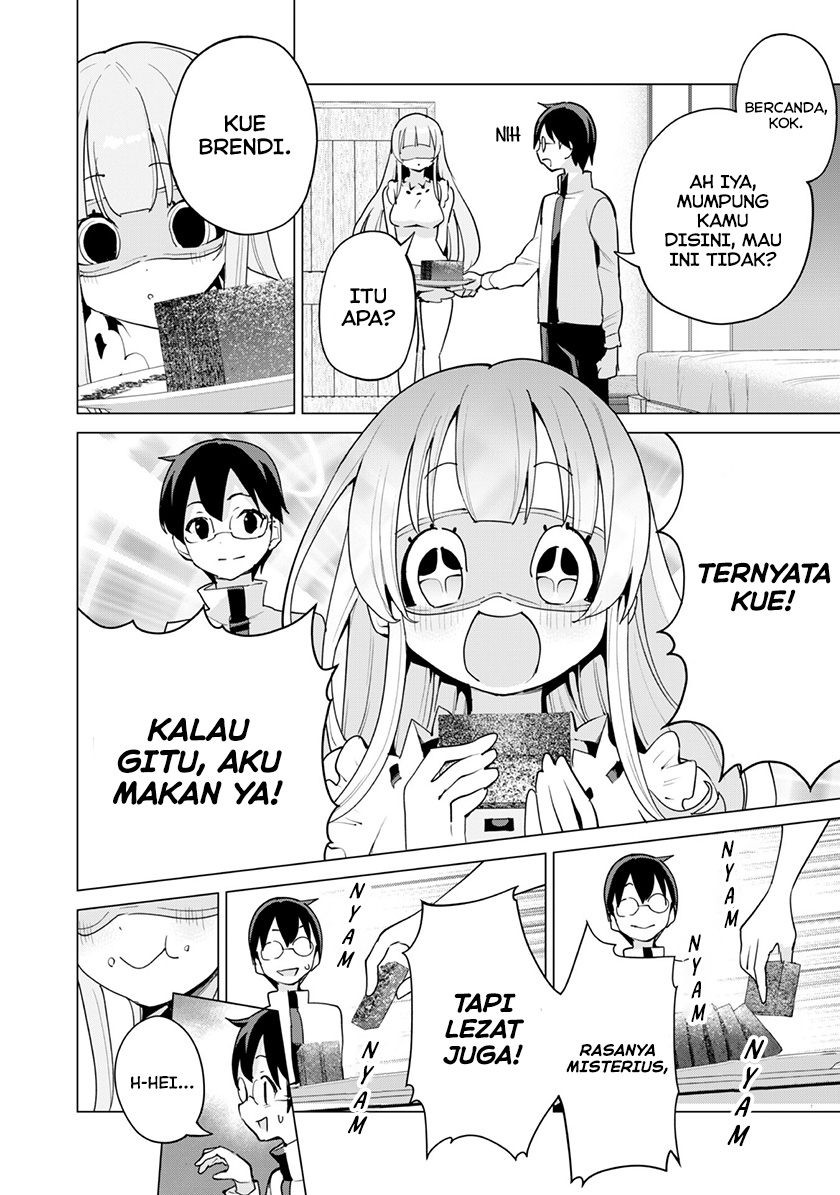 BERCANDA,
KOK.
AH IYA,
MUMPUNG
KAMU
DISINI, MAU
INI TIDAK?
NIH
ITU
APA?
KUE
BRENDI.
TERNYATA
KUE!
KALAU
GITU, AKU
MAKAN YA!
NYAM
NYAM
NYAM
RASANYA
MISTERIUS,
TAPI
LEZAT
JUGA!
NYAM
NYAM
H-HEI...